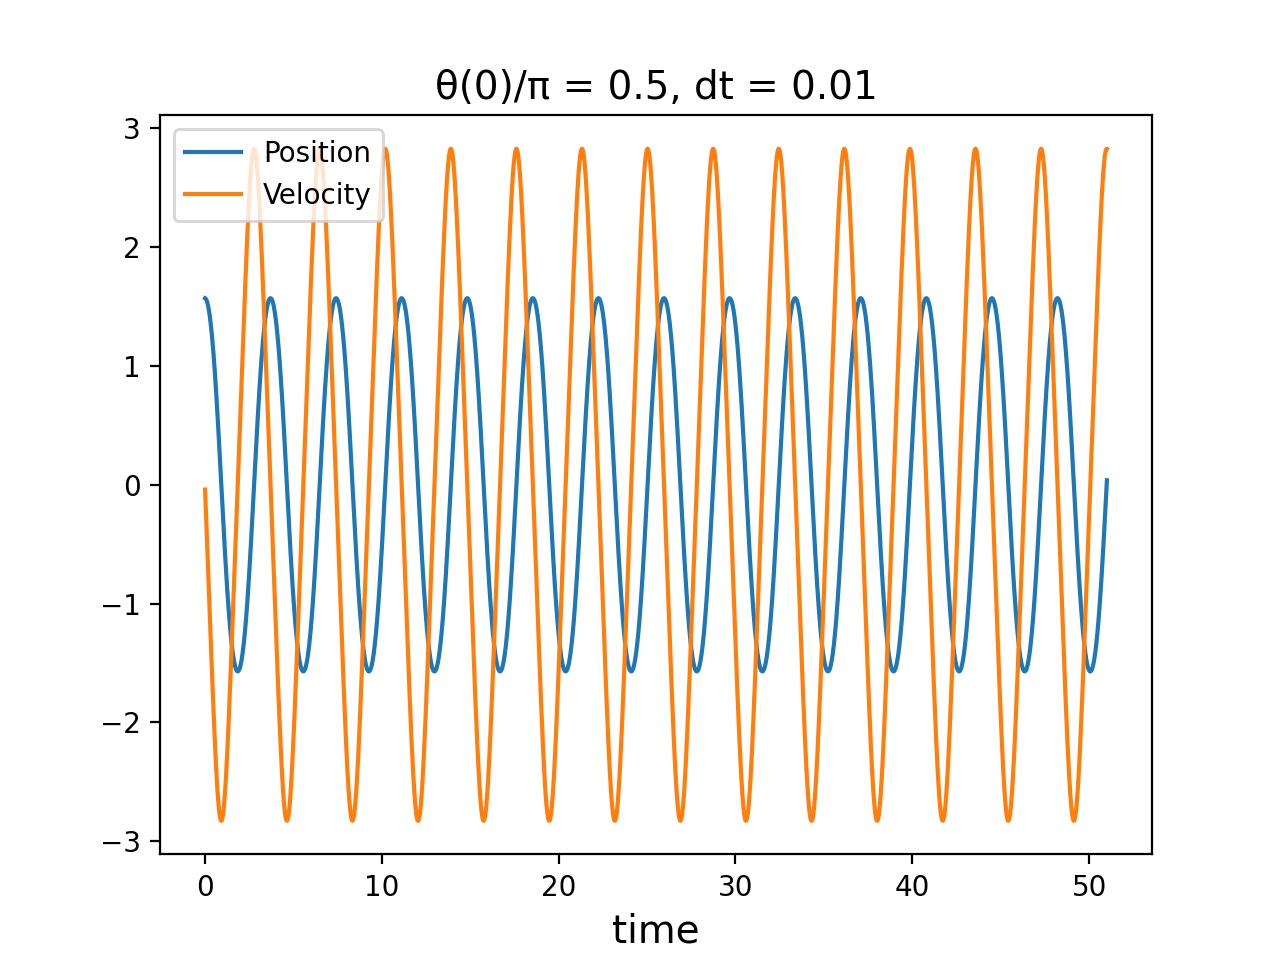 θ(0)/π = 0.5, dt = 0.01
Position
Velocity
3
2
1
0
−1
−2
−3
0 10 20 30 40 50
time